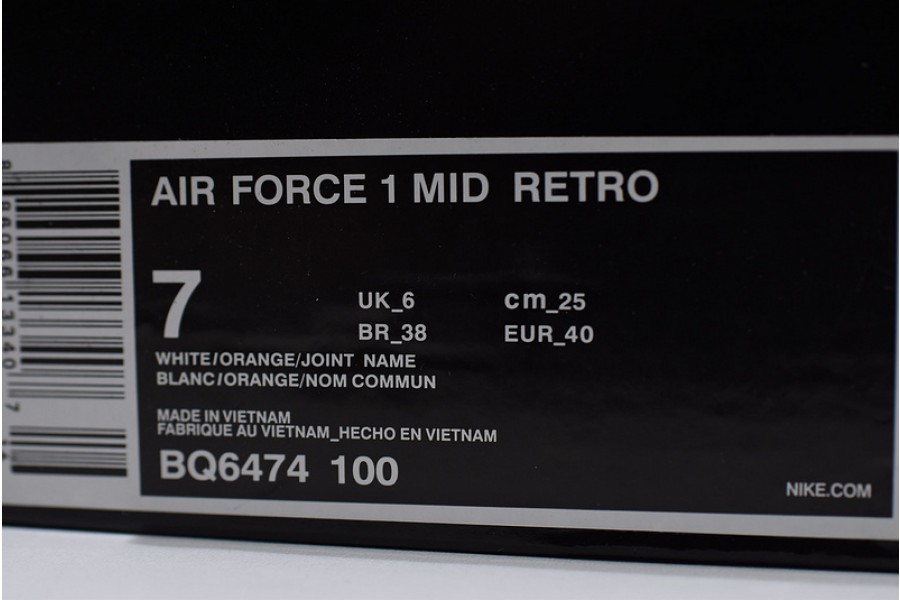 AIR FORCE 1 MID RETRO
7
UK_6 cm_25
BR_38 EUR_40
WHITE/ORANGE/JOINT NAME
BLANC/ORANGE/NOM COMMUN
MADE IN VIETNAM
FABRIQUE AU VIETNAM_HECHO EN VIETNAM
BQ6474 100
NIKE.COM